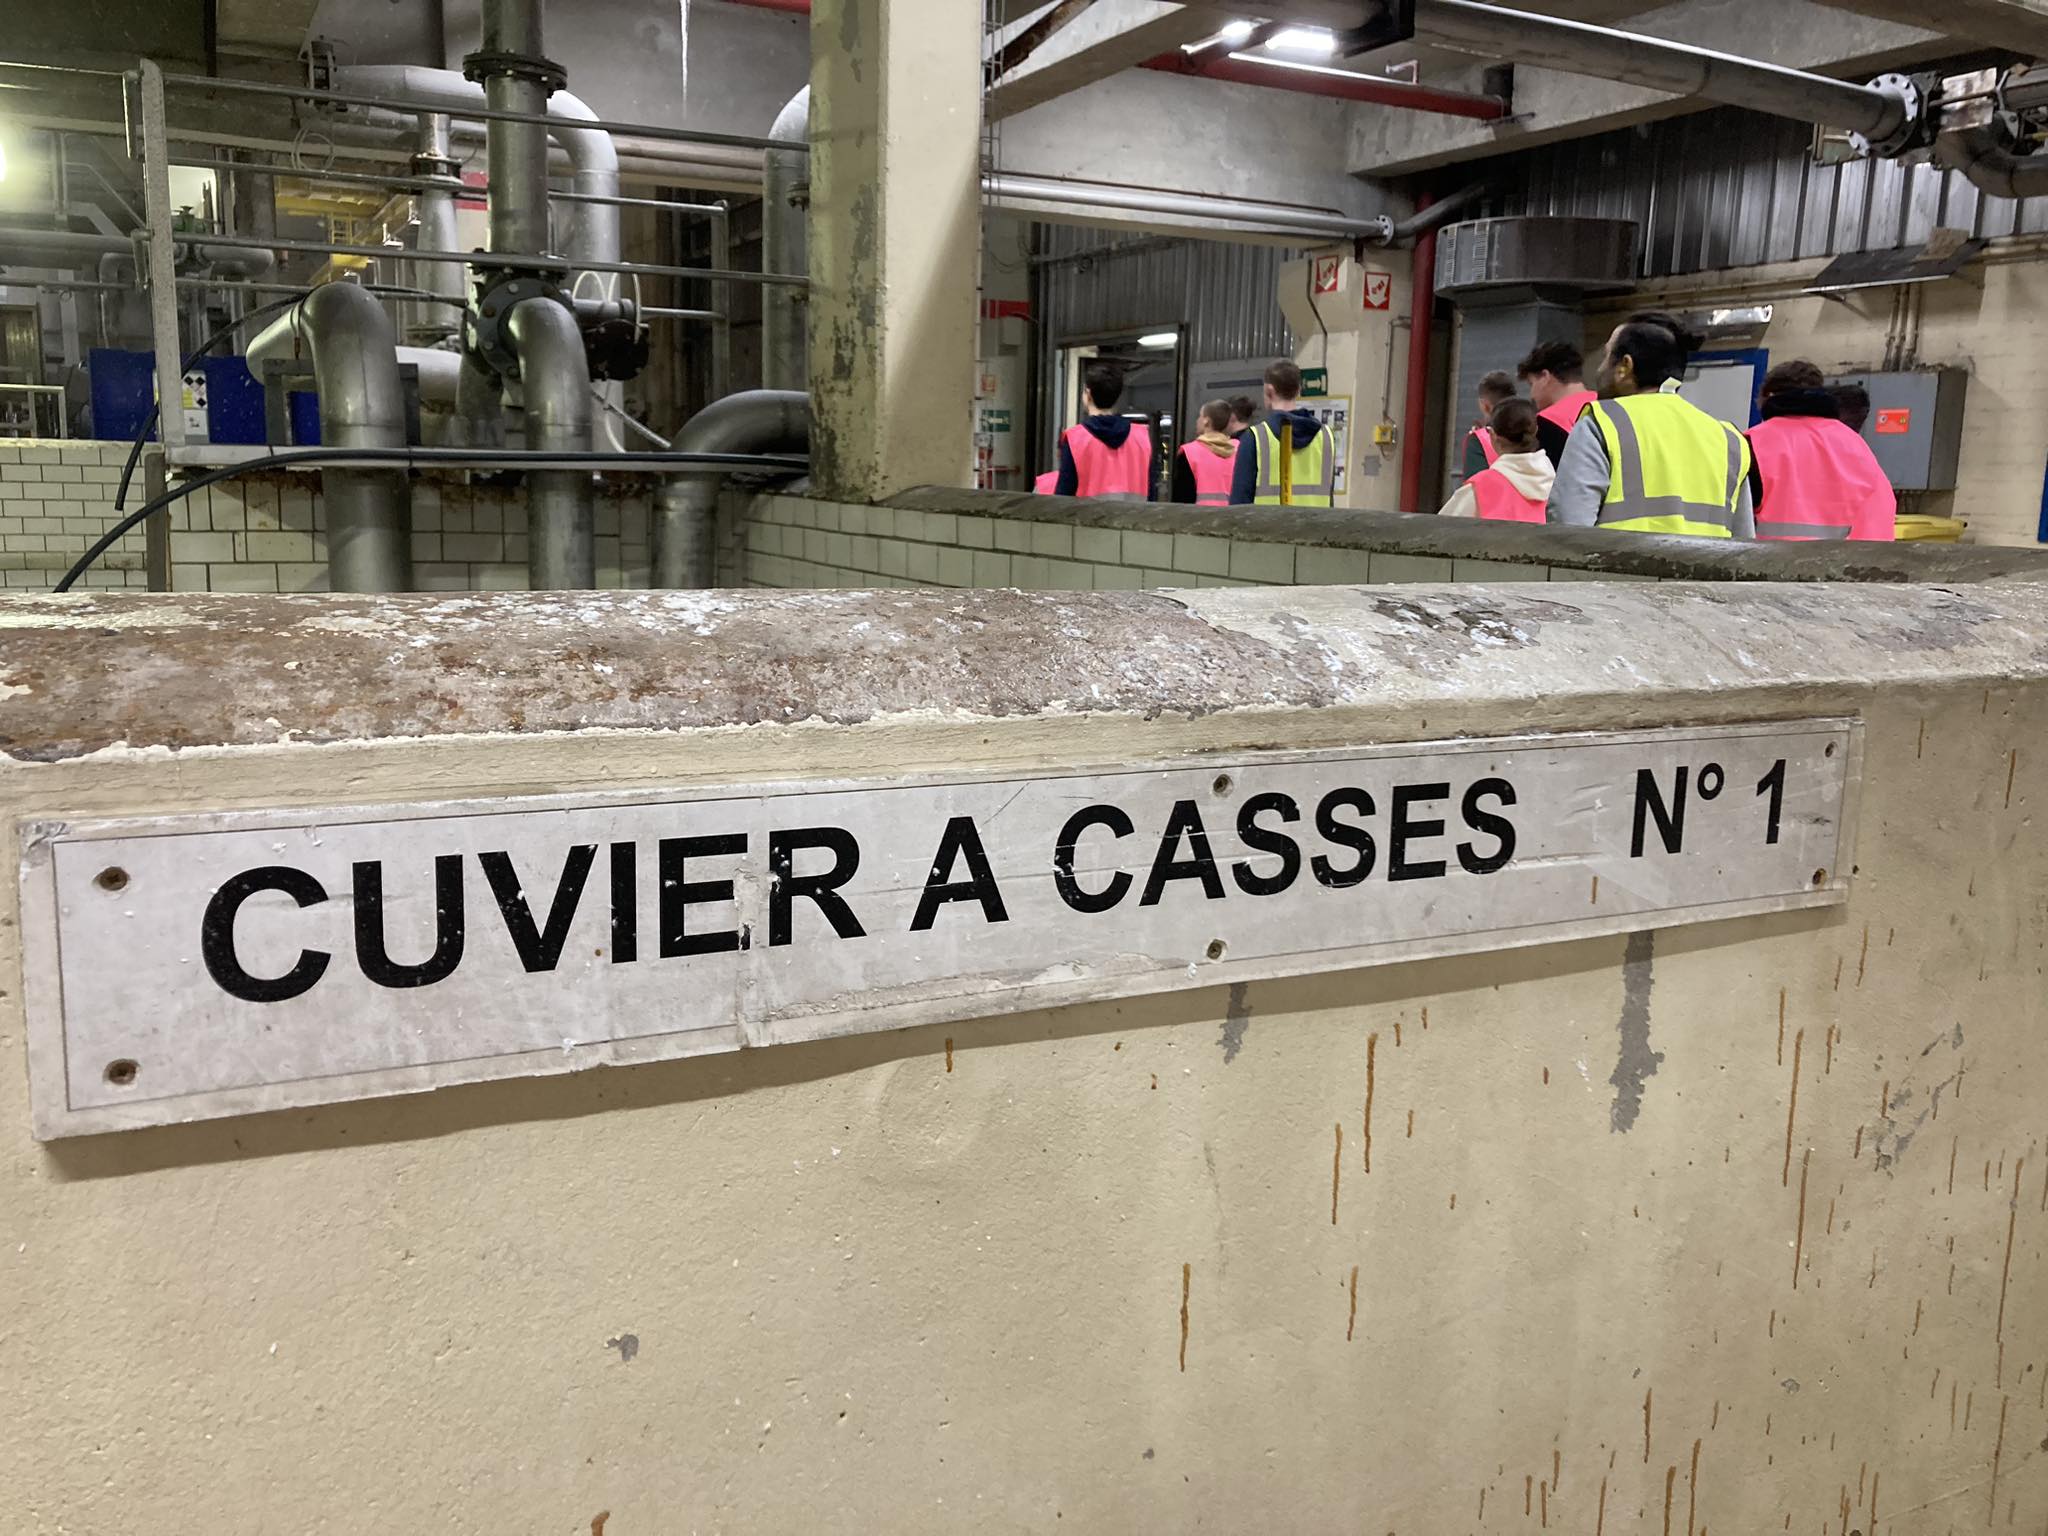 CUVIER A CASSES N° 1